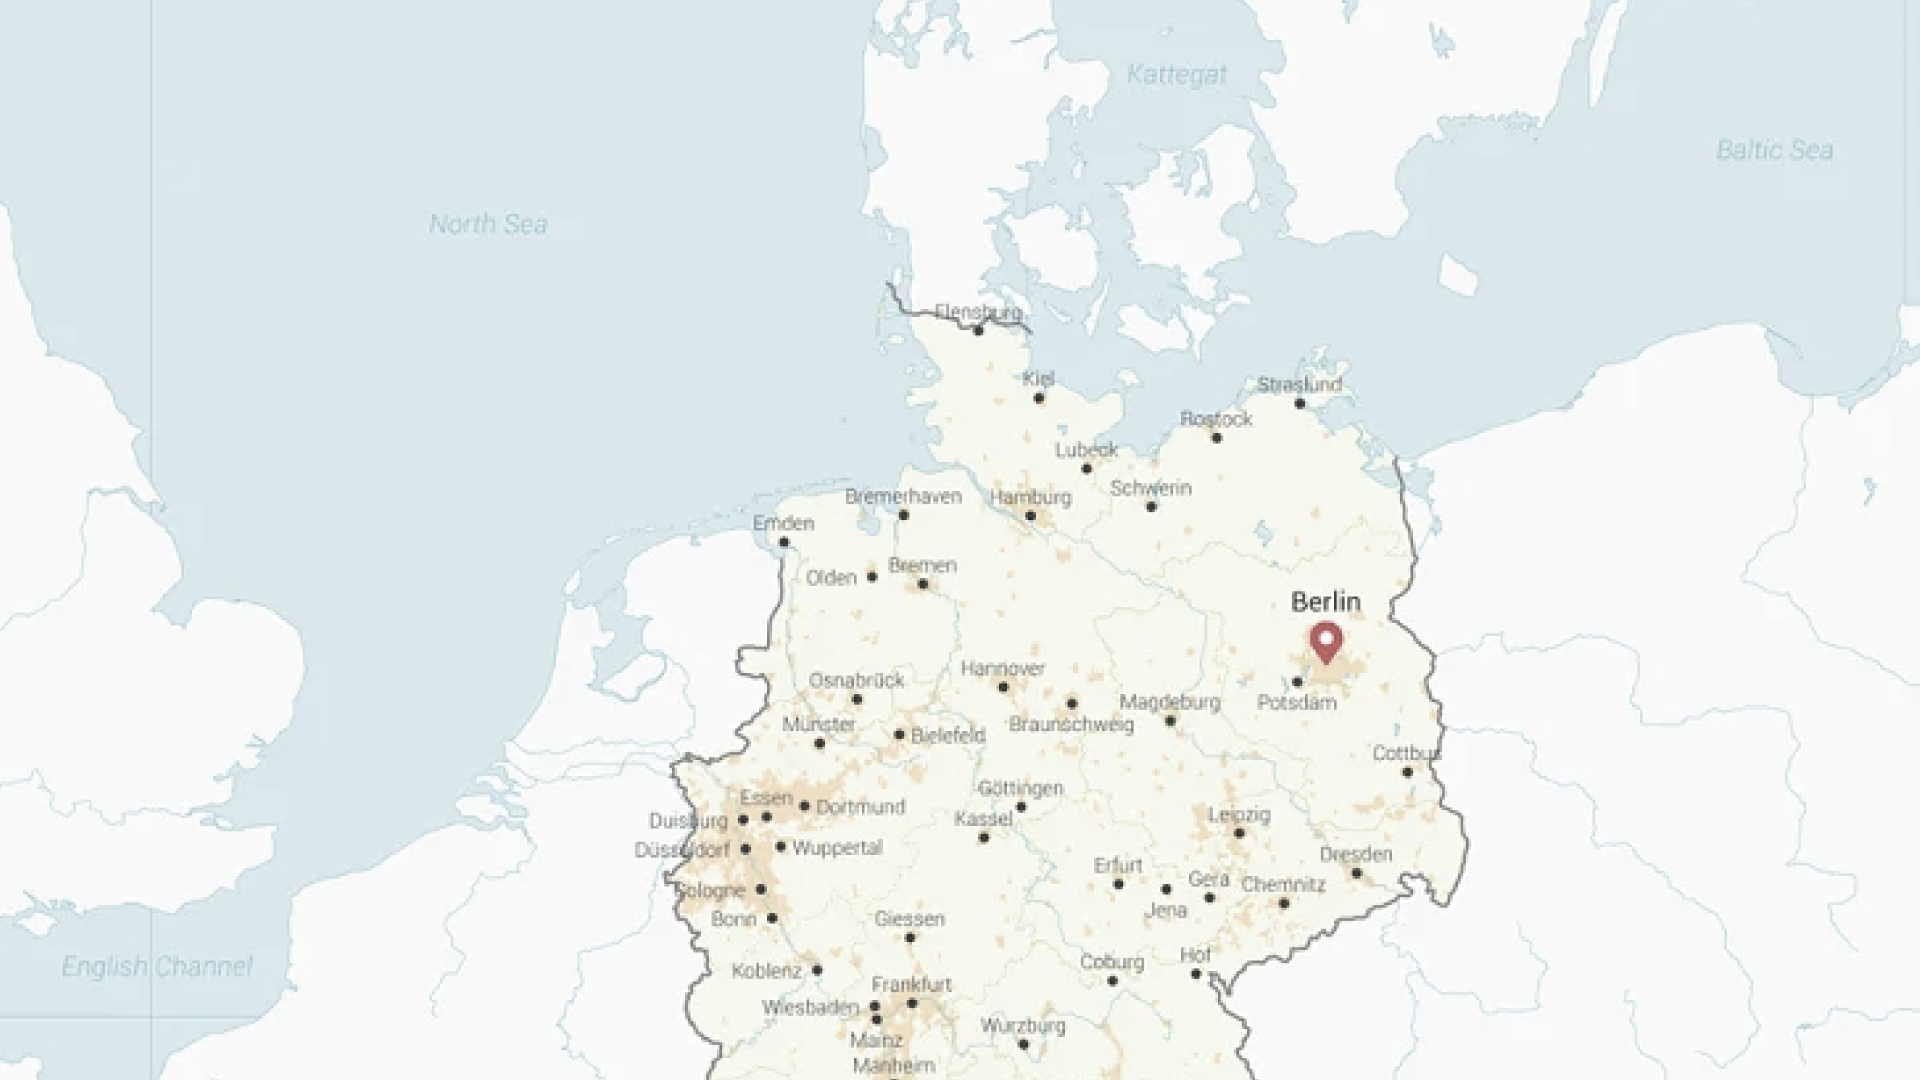 Kattegat
Baltic Sea
North Sea
Flensburg
Kiel
Straslund
Rostock
Lubeck
Schwerin
Bremerhaven
Hamburg
Emden
Bremen
Olden
Berlin
Hannover
Osnabrück
Magdeburg
Potsdam
Münster
Braunschweig
Bielefeld
Cottbus
Göttingen
Essen
Dortmund
Leipzig
Kassel
Duisburg
Düsseldorf
Wuppertal
Dresden
Erfurt
Gera
Chemnitz
Cologne
Jena
Bonn
Giessen
Hof
Coburg
English Channel
Koblenz
Frankfurt
Wiesbaden
Wurzburg
Mainz
Manheim